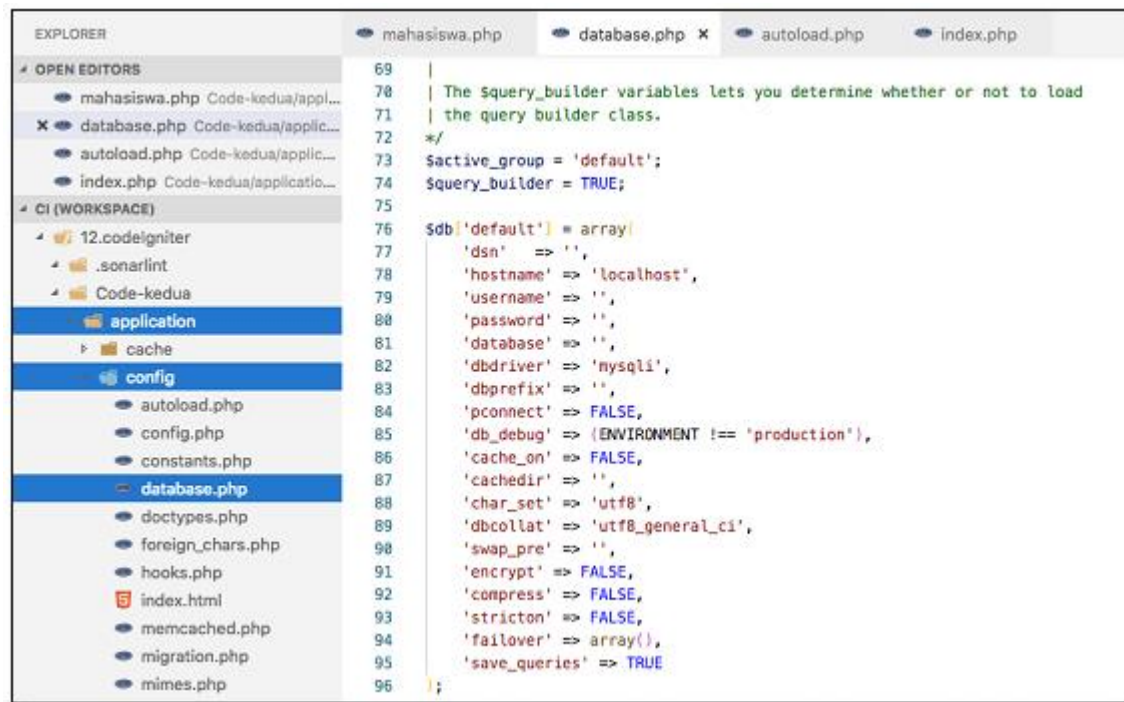 EXPLORER
OPEN EDITORS
mahasiswa.php Code-kedua/appl...
database.php Code-kedua/applic...
autoload.php Code-kedua/applic...
index.php Code-kedua/applicatio...
CI (WORKSPACE)
12.codeigniter
.sonarlint
Code-kedua
application
cache
config
autoload.php
config.php
constants.php
database.php
doctypes.php
foreign_chars.php
hooks.php
index.html
memcached.php
migration.php
mimes.php
mahasiswa.php database.php × autoload.php index.php
69 |
70 | The $query_builder variables lets you determine whether or not to load
71 | the query builder class.
72 */
73 $active_group = 'default';
74 $query_builder = TRUE;
75
76 $db['default'] = array(
77 'dsn' => '',
78 'hostname' => 'localhost',
79 'username' => '',
80 'password' => '',
81 'database' => '',
82 'dbdriver' => 'mysqli',
83 'dbprefix' => '',
84 'pconnect' => FALSE,
85 'db_debug' => (ENVIRONMENT !== 'production'),
86 'cache_on' => FALSE,
87 'cachedir' => '',
88 'char_set' => 'utf8',
89 'dbcollat' => 'utf8_general_ci',
90 'swap_pre' => '',
91 'encrypt' => FALSE,
92 'compress' => FALSE,
93 'stricton' => FALSE,
94 'failover' => array(),
95 'save_queries' => TRUE
96 );